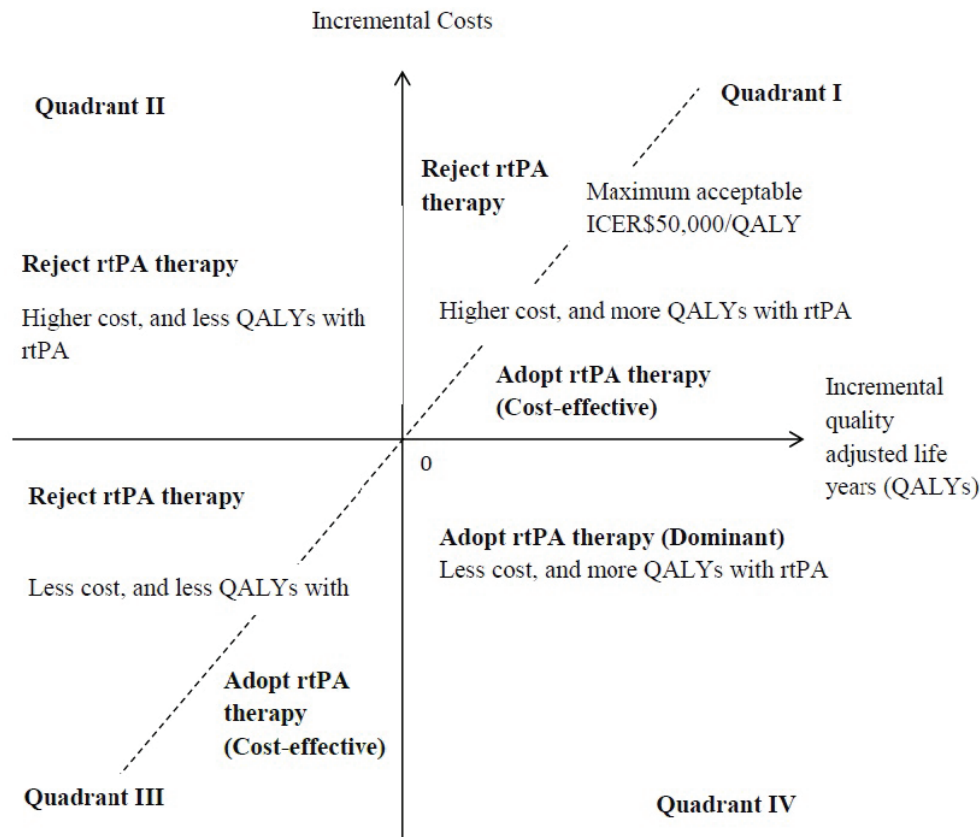 Incremental Costs
Quadrant II
Quadrant I
Reject rtPA
therapy
Maximum acceptable
ICER$50,000/QALY
Reject rtPA therapy
Higher cost, and less QALYs with
rtPA
Higher cost, and more QALYs with rtPA
Adopt rtPA therapy
(Cost-effective)
Incremental
quality
adjusted life
years (QALYs)
0
Reject rtPA therapy
Adopt rtPA therapy (Dominant)
Less cost, and more QALYs with rtPA
Less cost, and less QALYs with
Adopt rtPA
therapy
(Cost-effective)
Quadrant III
Quadrant IV